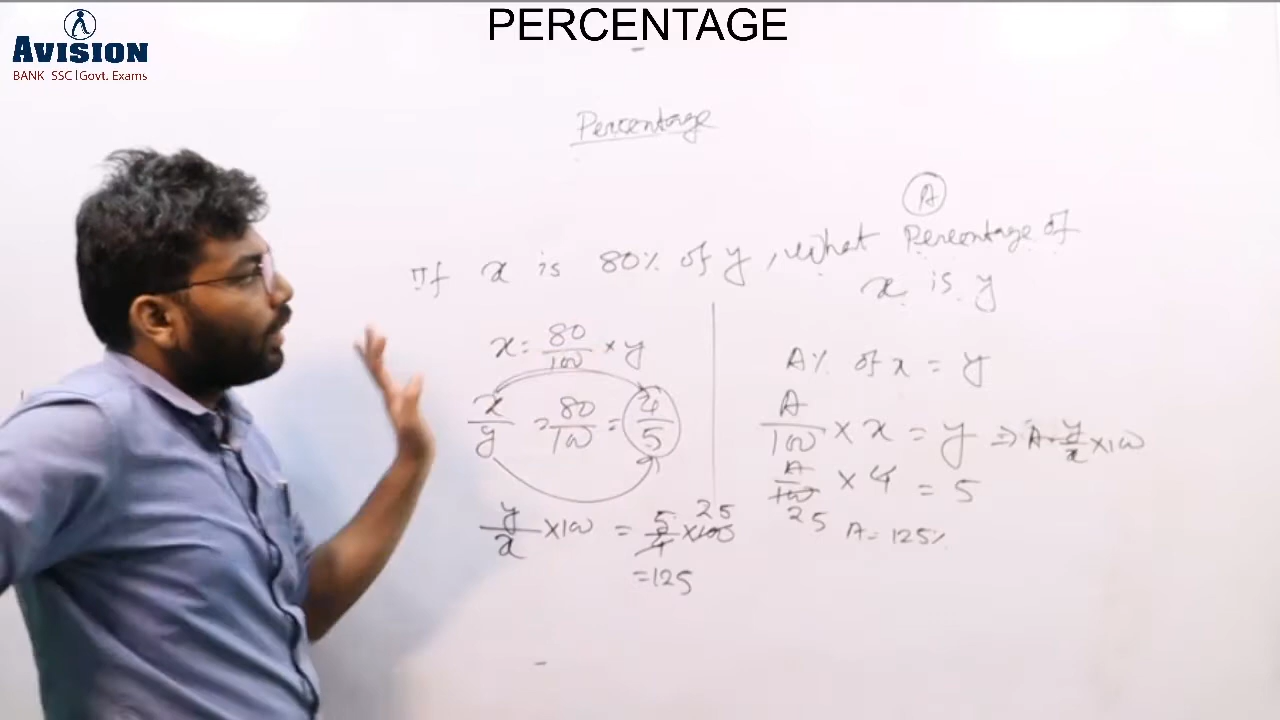 PERCENTAGE
AVISION
BANK SSC|Govt. Exams
Percentage
A
If x is 80% of y, what Percentage of
x is y
x = 80/100 × y
x/y = 80/100 = 4/5
y/x × 100 = 5/4 × 100 25
= 125
A% of x = y
A/100 × x = y ⇒ A = y/x × 100
A/100 × 4 = 5
25 A = 125%